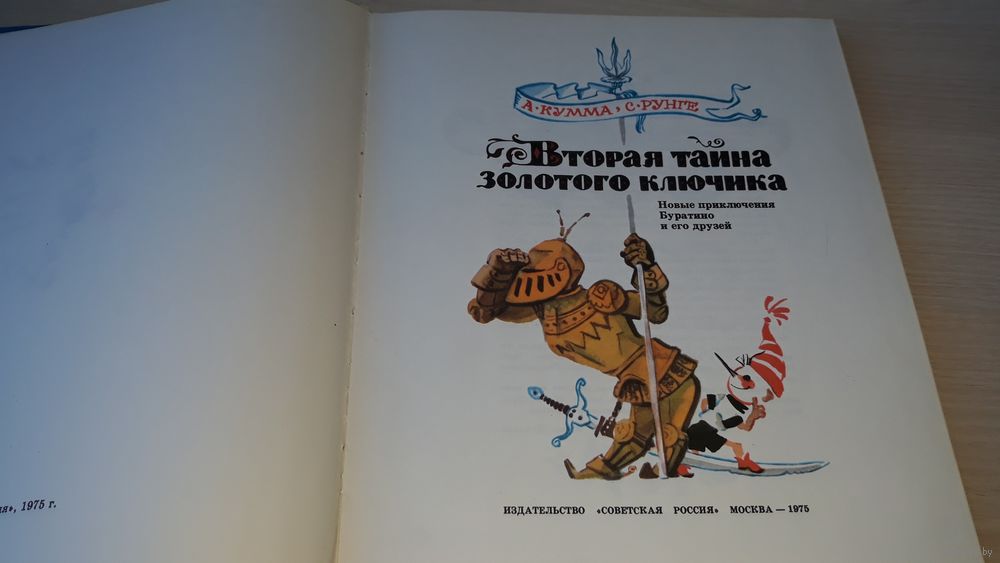 А·КУММА, С·РУНГЕ
Вторая тайна
золотого ключика
Новые приключения
Буратино
и его друзей
ИЗДАТЕЛЬСТВО «СОВЕТСКАЯ РОССИЯ» МОСКВА — 1975
», 1975 г.